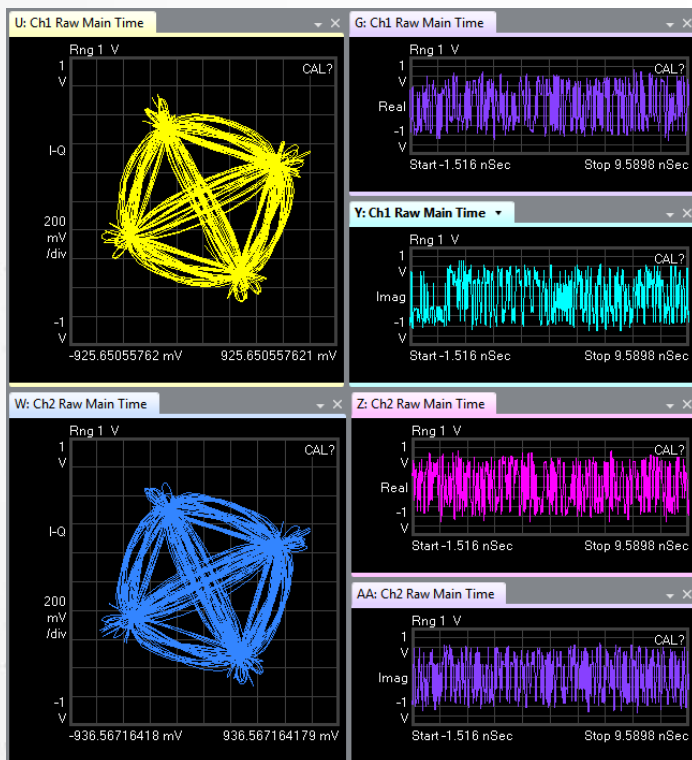 U: Ch1 Raw Main Time
Rng 1 V
1
V
CAL?
I-Q
200
mV
/div
-1
V
-925.65055762 mV 925.650557621 mV
G: Ch1 Raw Main Time
Rng 1 V
1
V
CAL?
Real
-1
V
Start -1.516 nSec Stop 9.5898 nSec
Y: Ch1 Raw Main Time
Rng 1 V
1
V
CAL?
Imag
-1
V
Start -1.516 nSec Stop 9.5898 nSec
W: Ch2 Raw Main Time
Rng 1 V
1
V
CAL?
I-Q
200
mV
/div
-1
V
-936.56716418 mV 936.567164179 mV
Z: Ch2 Raw Main Time
Rng 1 V
1
V
CAL?
Real
-1
V
Start -1.516 nSec Stop 9.5898 nSec
AA: Ch2 Raw Main Time
Rng 1 V
1
V
CAL?
Imag
-1
V
Start -1.516 nSec Stop 9.5898 nSec